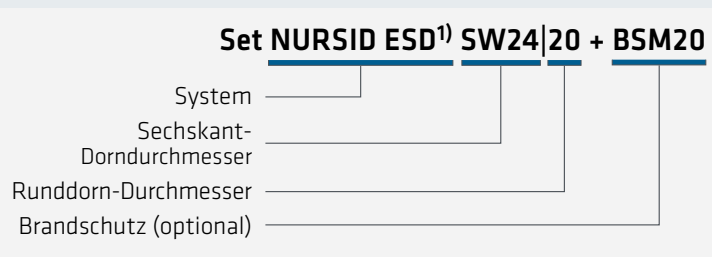 Set NURSID ESD¹⁾ SW24|20 + BSM20
System
Sechskant-
Dorndurchmesser
Runddorn-Durchmesser
Brandschutz (optional)